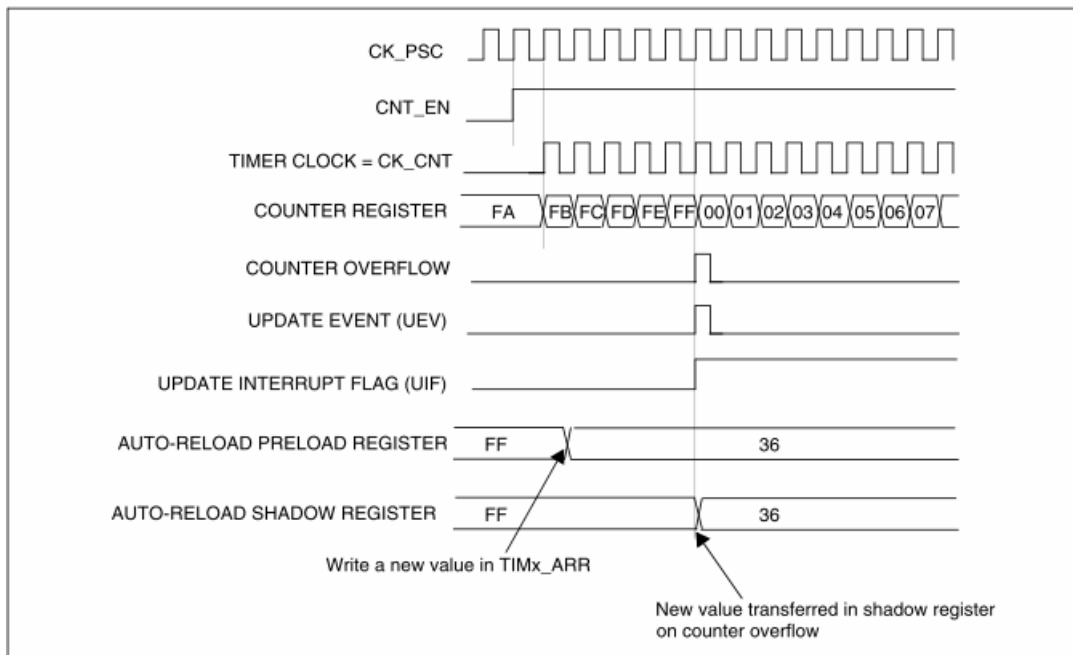 CK_PSC
CNT_EN
TIMER CLOCK = CK_CNT
COUNTER REGISTER FA FB FC FD FE FF 00 01 02 03 04 05 06 07
COUNTER OVERFLOW
UPDATE EVENT (UEV)
UPDATE INTERRUPT FLAG (UIF)
AUTO-RELOAD PRELOAD REGISTER FF 36
AUTO-RELOAD SHADOW REGISTER FF 36
Write a new value in TIMx_ARR
New value transferred in shadow register
on counter overflow